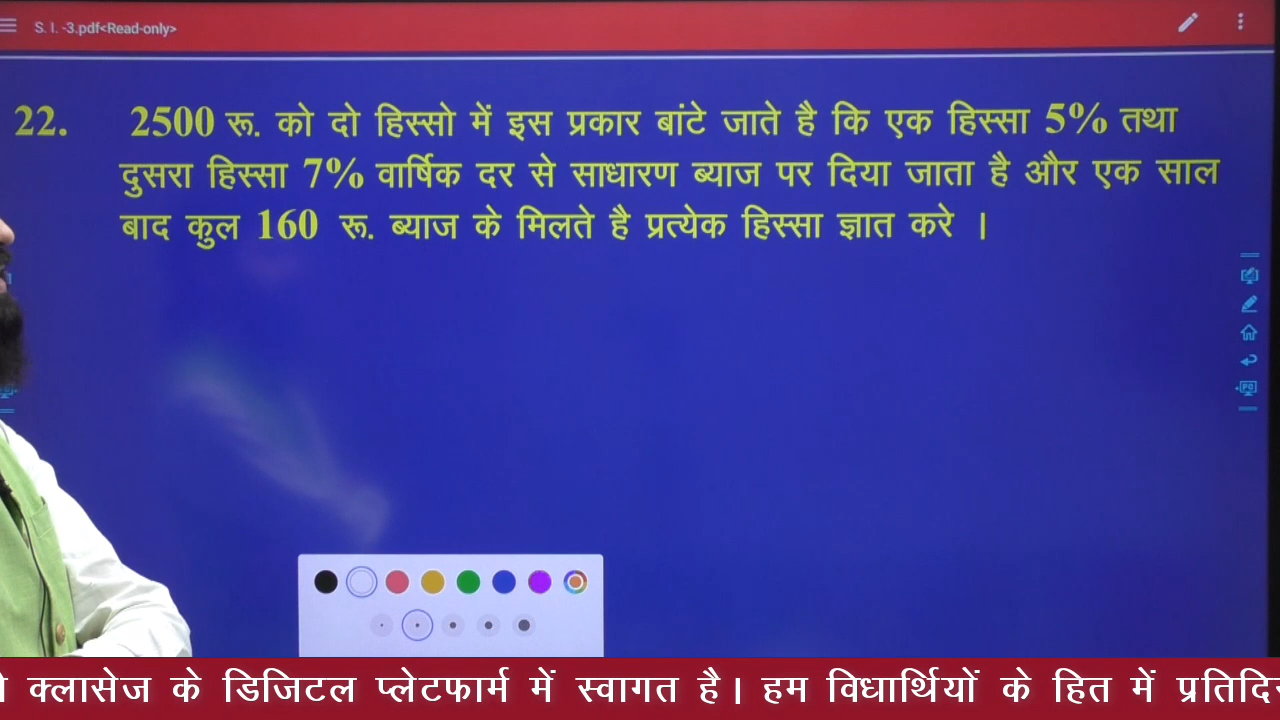 S. I. -3.pdf<Read-only>
22. 2500 रू. को दो हिस्सो में इस प्रकार बांटे जाते है कि एक हिस्सा 5% तथा
दुसरा हिस्सा 7% वार्षिक दर से साधारण ब्याज पर दिया जाता है और एक साल
बाद कुल 160 रू. ब्याज के मिलते है प्रत्येक हिस्सा ज्ञात करे ।
क्लासेज के डिजिटल प्लेटफार्म में स्वागत है। हम विधार्थियों के हित में